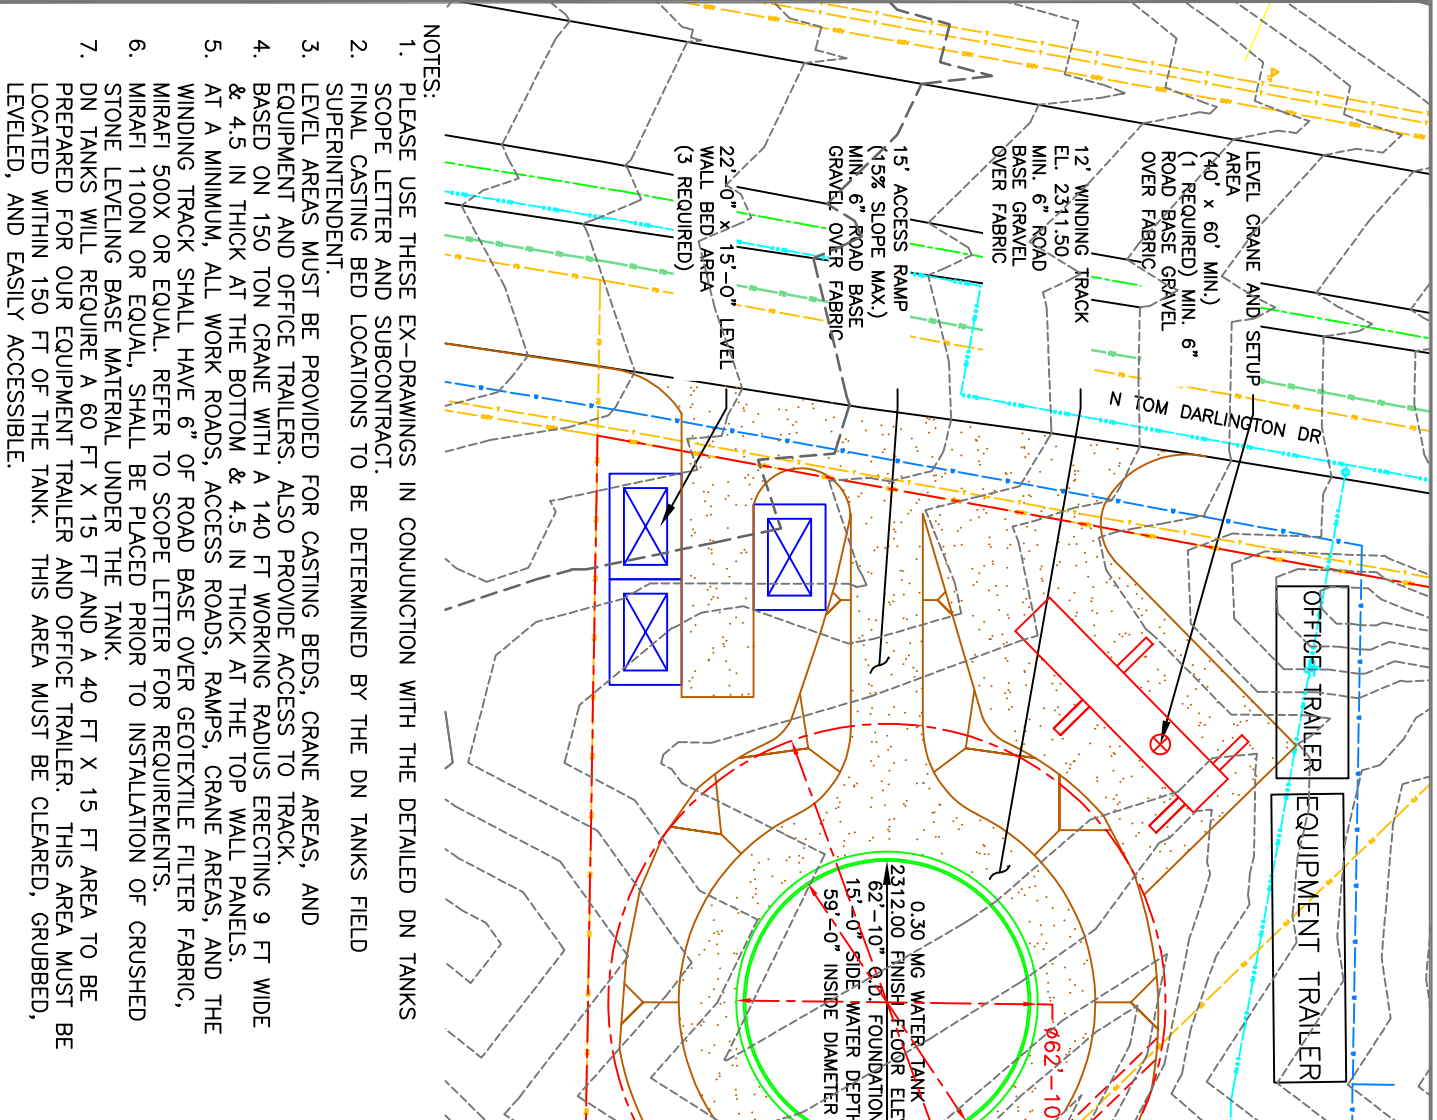 LEVEL CRANE AND SETUP
AREA
(40' x 60' MIN.)
(1 REQUIRED) MIN. 6"
ROAD BASE GRAVEL
OVER FABRIC
12' WINDING TRACK
EL. 2311.50
MIN. 6" ROAD
BASE GRAVEL
OVER FABRIC
15' ACCESS RAMP
(15% SLOPE MAX.)
MIN. 6" ROAD BASE
GRAVEL OVER FABRIC
22'-0" x 15'-0" LEVEL
WALL BED AREA
(3 REQUIRED)
N TOM DARLINGTON DR
OFFICE TRAILER
EQUIPMENT TRAILER
Ø62'-10
0.30 MG WATER TANK
2312.00 FINISH FLOOR ELE
62'-10" O.D. FOUNDATION
15'-0" SIDE WATER DEPTH
59'-0" INSIDE DIAMETER
NOTES:
1. PLEASE USE THESE EX-DRAWINGS IN CONJUNCTION WITH THE DETAILED DN TANKS
SCOPE LETTER AND SUBCONTRACT.
2. FINAL CASTING BED LOCATIONS TO BE DETERMINED BY THE DN TANKS FIELD
SUPERINTENDENT.
3. LEVEL AREAS MUST BE PROVIDED FOR CASTING BEDS, CRANE AREAS, AND
EQUIPMENT AND OFFICE TRAILERS. ALSO PROVIDE ACCESS TO TRACK.
4. BASED ON 150 TON CRANE WITH A 140 FT WORKING RADIUS ERECTING 9 FT WIDE
& 4.5 IN THICK AT THE BOTTOM & 4.5 IN THICK AT THE TOP WALL PANELS.
5. AT A MINIMUM, ALL WORK ROADS, ACCESS ROADS, RAMPS, CRANE AREAS, AND THE
WINDING TRACK SHALL HAVE 6" OF ROAD BASE OVER GEOTEXTILE FILTER FABRIC,
MIRAFI 500X OR EQUAL. REFER TO SCOPE LETTER FOR REQUIREMENTS.
6. MIRAFI 1100N OR EQUAL, SHALL BE PLACED PRIOR TO INSTALLATION OF CRUSHED
STONE LEVELING BASE MATERIAL UNDER THE TANK.
7. DN TANKS WILL REQUIRE A 60 FT X 15 FT AND A 40 FT X 15 FT AREA TO BE
PREPARED FOR OUR EQUIPMENT TRAILER AND OFFICE TRAILER. THIS AREA MUST BE
LOCATED WITHIN 150 FT OF THE TANK. THIS AREA MUST BE CLEARED, GRUBBED,
LEVELED, AND EASILY ACCESSIBLE.